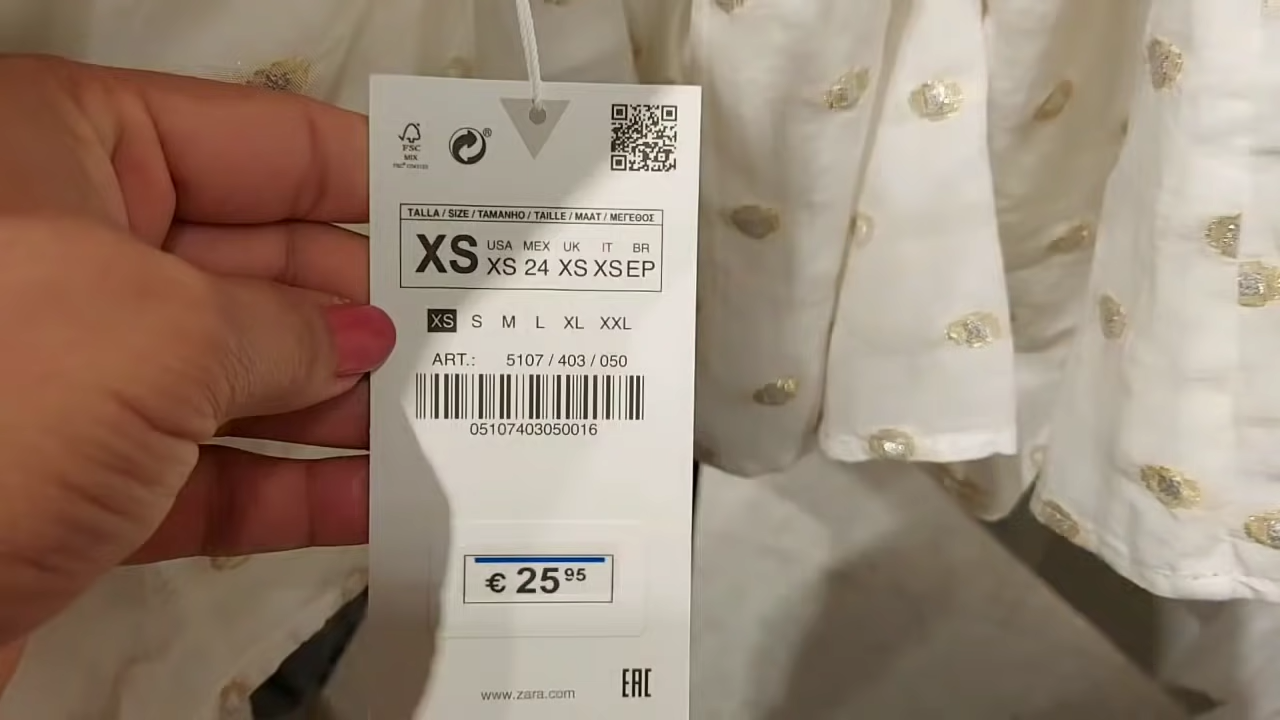 FSC
MIX
®
TALLA / SIZE / TAMANHO / TAILLE / MAAT / ΜΕΓΕΘΟΣ
XS
USA MEX UK IT BR
XS 24 XS XS EP
XS S M L XL XXL
ART.: 5107 / 403 / 050
05107403050016
€ 25 95
www.zara.com
EAC